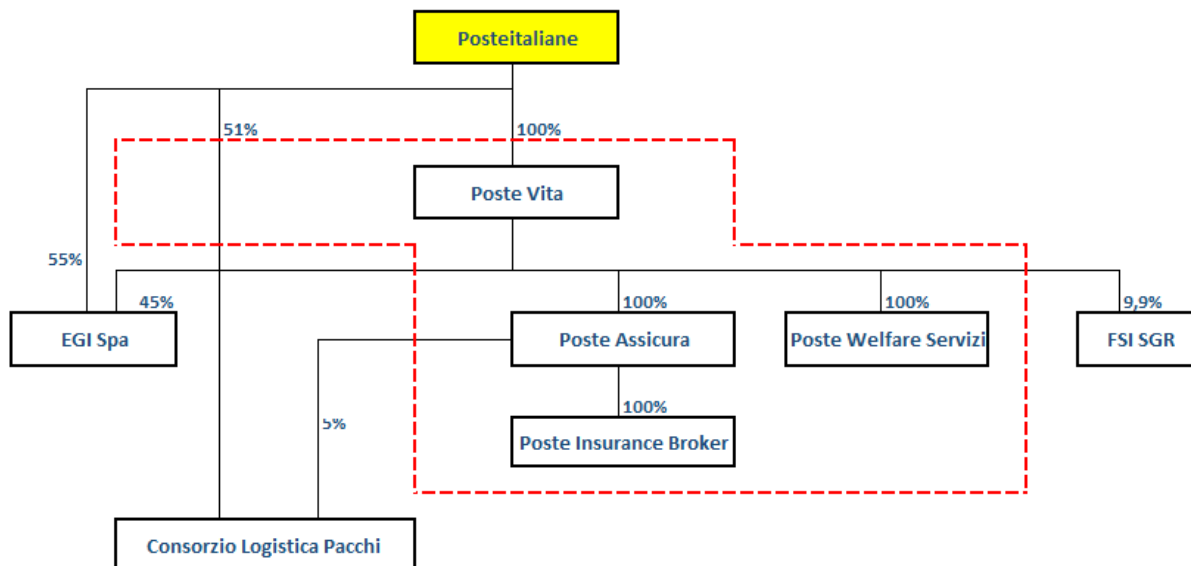 Posteitaliane
51%
100%
Poste Vita
55%
45%
100%
100%
9,9%
EGI Spa
Poste Assicura
Poste Welfare Servizi
FSI SGR
5%
100%
Poste Insurance Broker
Consorzio Logistica Pacchi